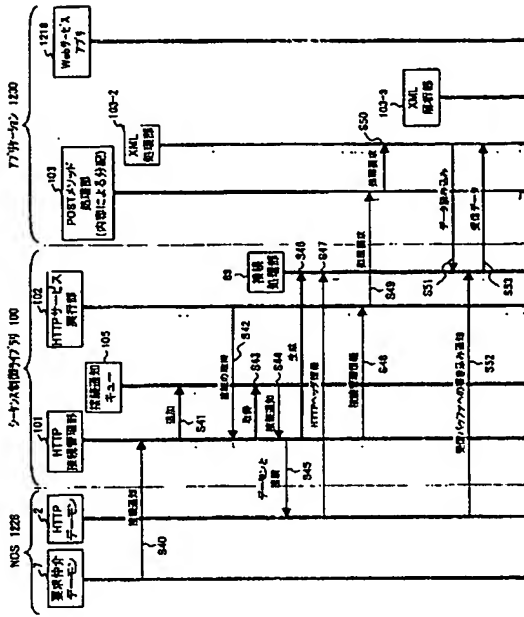 NOS 1228
シーケンス制御ライブラリ 100
アプリケーション 1200
1
要求仲介
デーモン
2
HTTP
デーモン
101
HTTP
接続管理部
105
接続通知
キュー
102
HTTPサービス
実行部
83
接続
処理部
103
POSTメソッド
処理部
(内容による分配)
103-2
XML
処理部
103-3
XML
解析部
1218
Webサービス
アプリ
接続通知
S40
追加
S41
接続の取得
S42
取得
S43
接続通知
S44
デーモンと
接続
S45
生成
S46
HTTPヘッダ情報
S47
接続管理情報
S48
処理要求
S49
処理要求
S50
データ読み込み
S51
受信バッファへの書き込み通知
S52
受信データ
S53